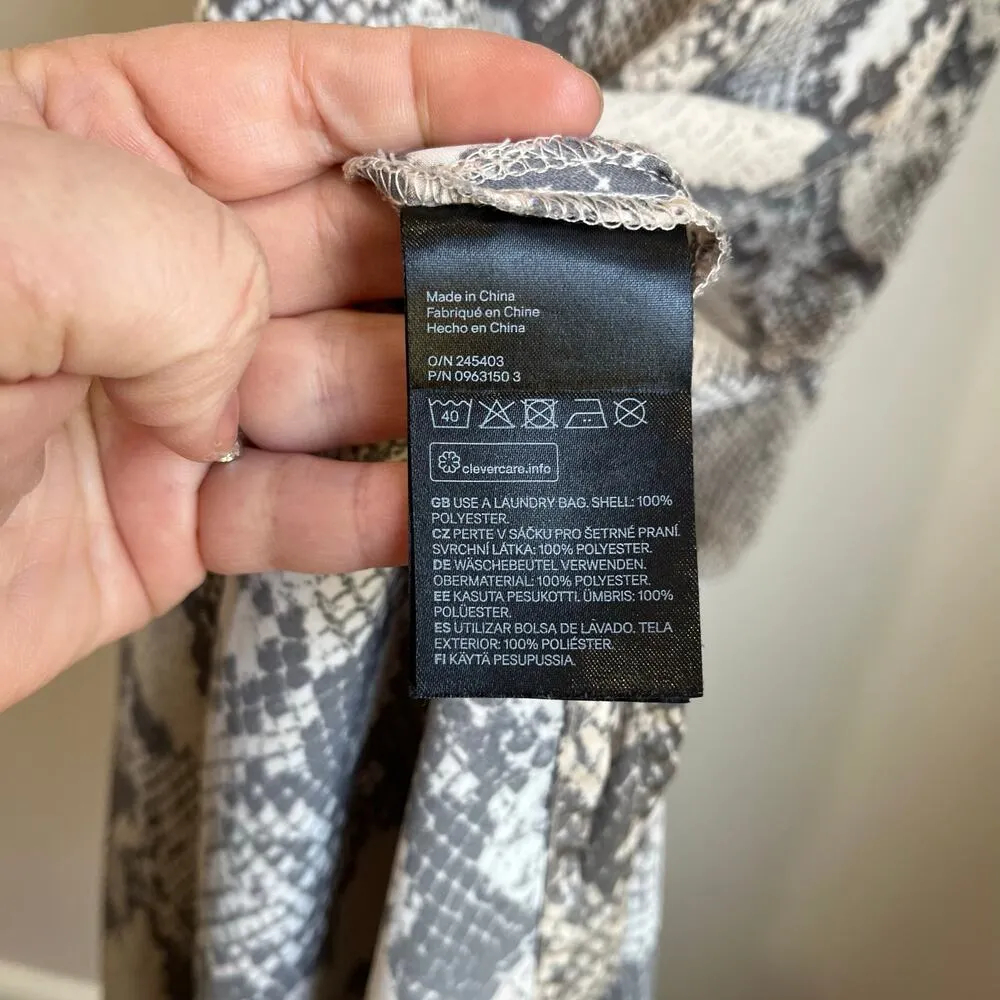 Made in China
Fabriqué en Chine
Hecho en China
O/N 245403
P/N 0963150 3
40
clevercare.info
GB USE A LAUNDRY BAG. SHELL: 100%
POLYESTER.
CZ PERTE V SÁČKU PRO ŠETRNÉ PRANÍ.
SVRCHNÍ LÁTKA: 100% POLYESTER.
DE WÄSCHEBEUTEL VERWENDEN.
OBERMATERIAL: 100% POLYESTER.
EE KASUTA PESUKOTTI. ÜMBRIS: 100%
POLÜESTER.
ES UTILIZAR BOLSA DE LAVADO. TELA
EXTERIOR: 100% POLIÉSTER.
FI KÄYTÄ PESUPUSSIA.